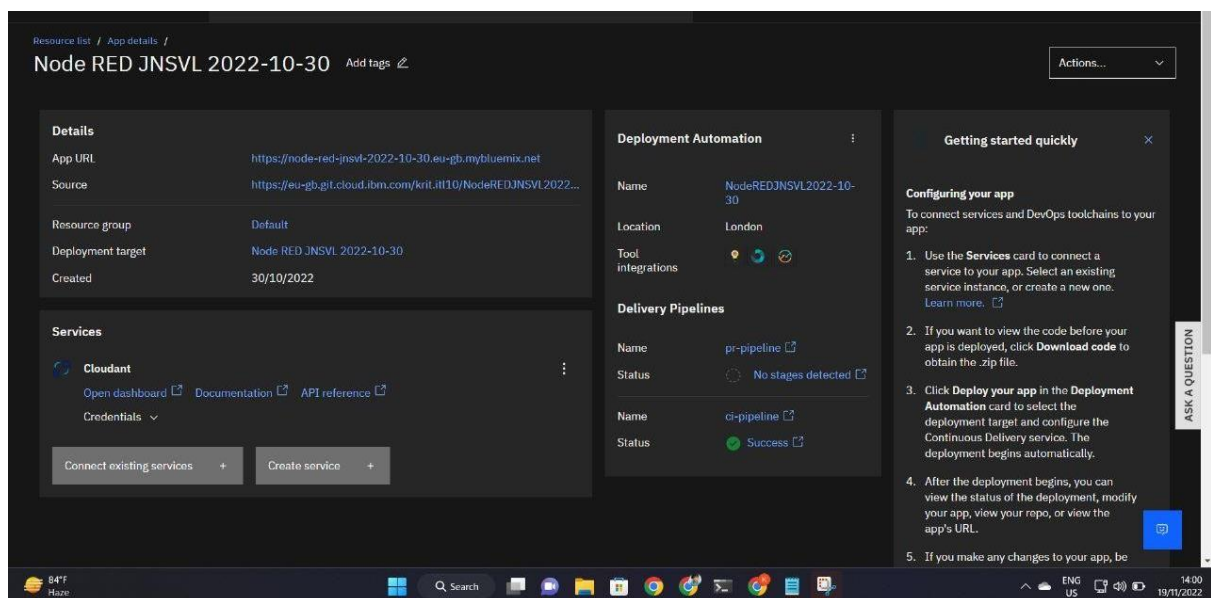 Resource list / App details /
Node RED JNSVL 2022-10-30 Add tags
Actions...
Details
App URL https://node-red-jnsvl-2022-10-30.eu-gb.mybluemix.net
Source https://eu-gb.git.cloud.ibm.com/krit.itl10/NodeREDJNSVL2022...
Resource group Default
Deployment target Node RED JNSVL 2022-10-30
Created 30/10/2022
Services
Cloudant
Open dashboard Documentation API reference
Credentials
Connect existing services + Create service +
Deployment Automation
Name NodeREDJNSVL2022-10-
30
Location London
Tool
integrations
Delivery Pipelines
Name pr-pipeline
Status No stages detected
Name ci-pipeline
Status Success
Getting started quickly
Configuring your app
To connect services and DevOps toolchains to your
app:
1. Use the Services card to connect a
service to your app. Select an existing
service instance, or create a new one.
Learn more.
2. If you want to view the code before your
app is deployed, click Download code to
obtain the .zip file.
3. Click Deploy your app in the Deployment
Automation card to select the
deployment target and configure the
Continuous Delivery service. The
deployment begins automatically.
4. After the deployment begins, you can
view the status of the deployment, modify
your app, view your repo, or view the
app's URL.
5. If you make any changes to your app, be
ASK A QUESTION
84°F
Haze
Search
ENG
US
14:00
19/11/2022